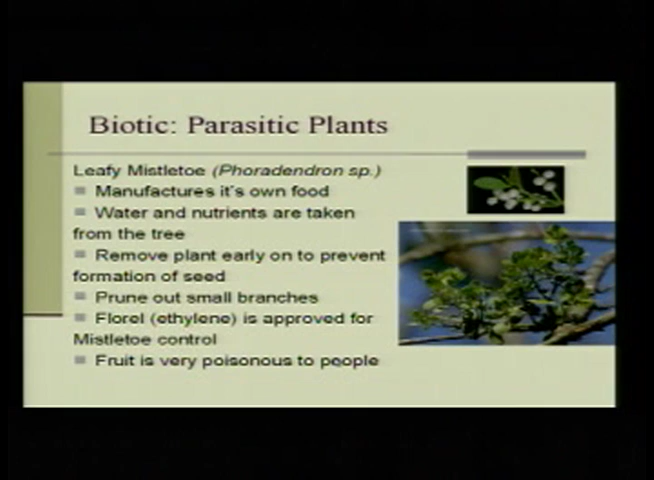 Biotic: Parasitic Plants
Leafy Mistletoe (Phoradendron sp.)
Manufactures it's own food
Water and nutrients are taken
from the tree
Remove plant early on to prevent
formation of seed
Prune out small branches
Florel (ethylene) is approved for
Mistletoe control
Fruit is very poisonous to people